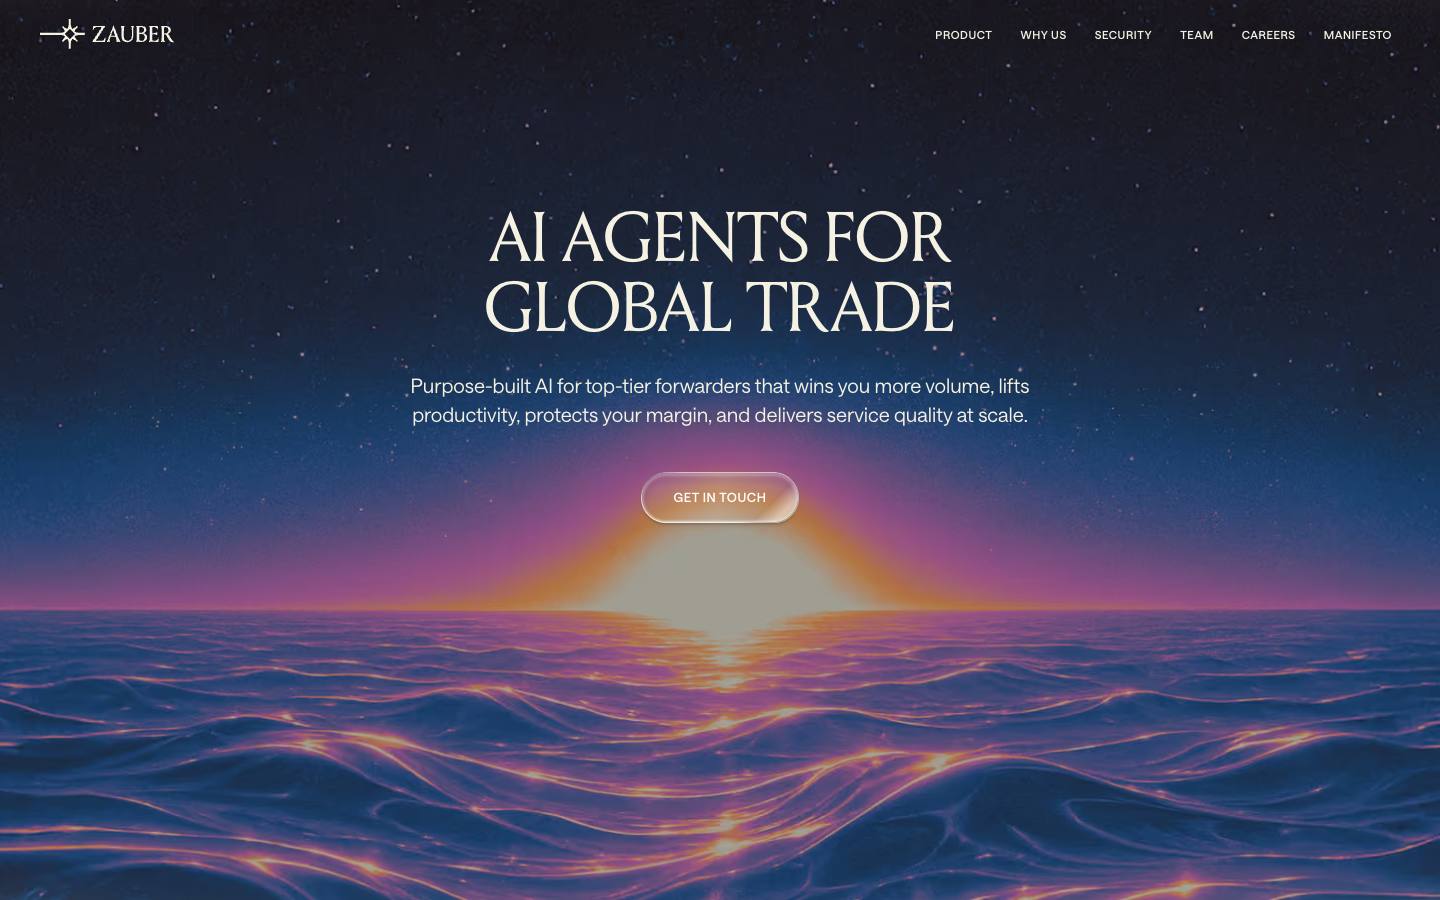 ZAUBER
PRODUCT WHY US SECURITY TEAM CAREERS MANIFESTO
AI AGENTS FOR
GLOBAL TRADE
Purpose-built AI for top-tier forwarders that wins you more volume, lifts
productivity, protects your margin, and delivers service quality at scale.
GET IN TOUCH